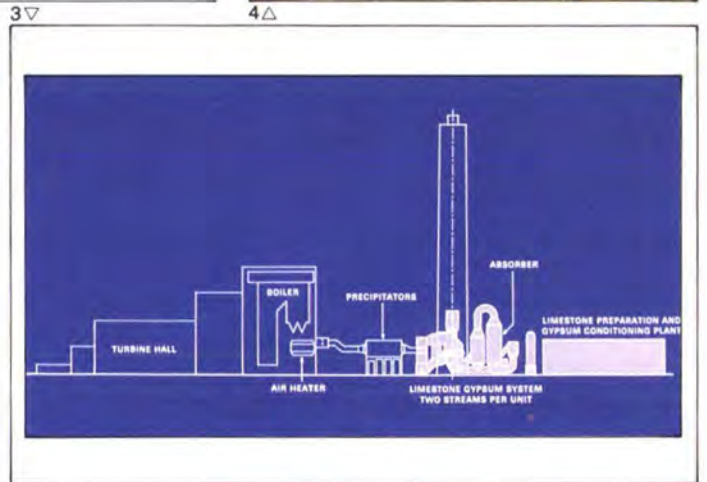 3▽ 4△
ABSORBER
BOILER
PRECIPITATORS
LIMESTONE PREPARATION AND
GYPSUM CONDITIONING PLANT
TURBINE HALL
AIR HEATER
LIMESTONE GYPSUM SYSTEM
TWO STREAMS PER UNIT